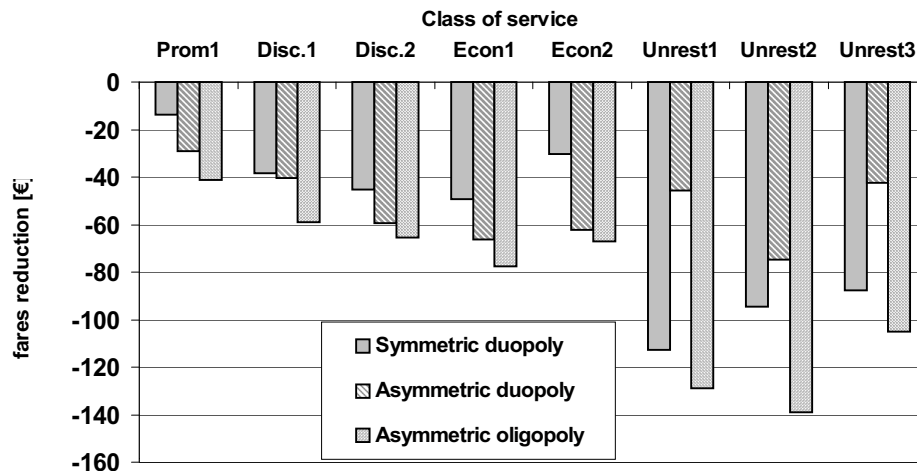 Class of service
Prom1 Disc.1 Disc.2 Econ1 Econ2 Unrest1 Unrest2 Unrest3
0
-20
-40
-60
-80
-100
-120
-140
-160
fares reduction [€]
Symmetric duopoly
Asymmetric duopoly
Asymmetric oligopoly